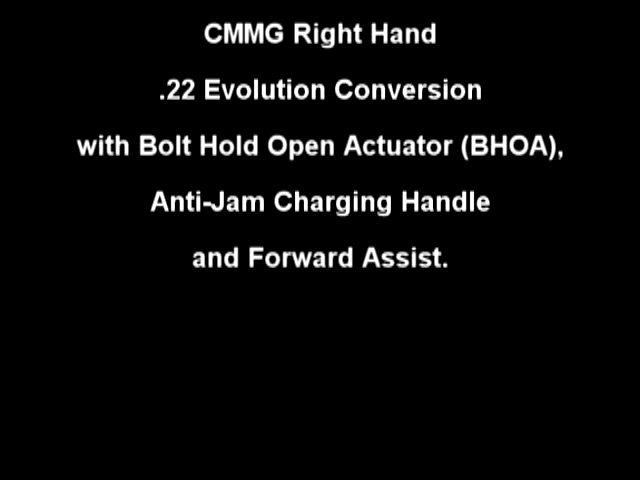 CMMG Right Hand
.22 Evolution Conversion
with Bolt Hold Open Actuator (BHOA),
Anti-Jam Charging Handle
and Forward Assist.